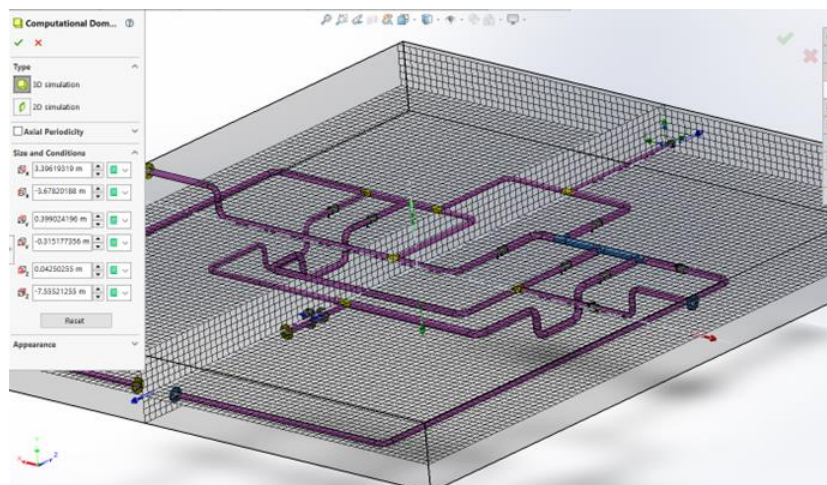 Computational Dom...
Type
3D simulation
2D simulation
Axial Periodicity
Size and Conditions
3.39619319 m
-3.67820188 m
0.399024196 m
-0.315177356 m
0.04250255 m
-7.55521255 m
Reset
Appearance